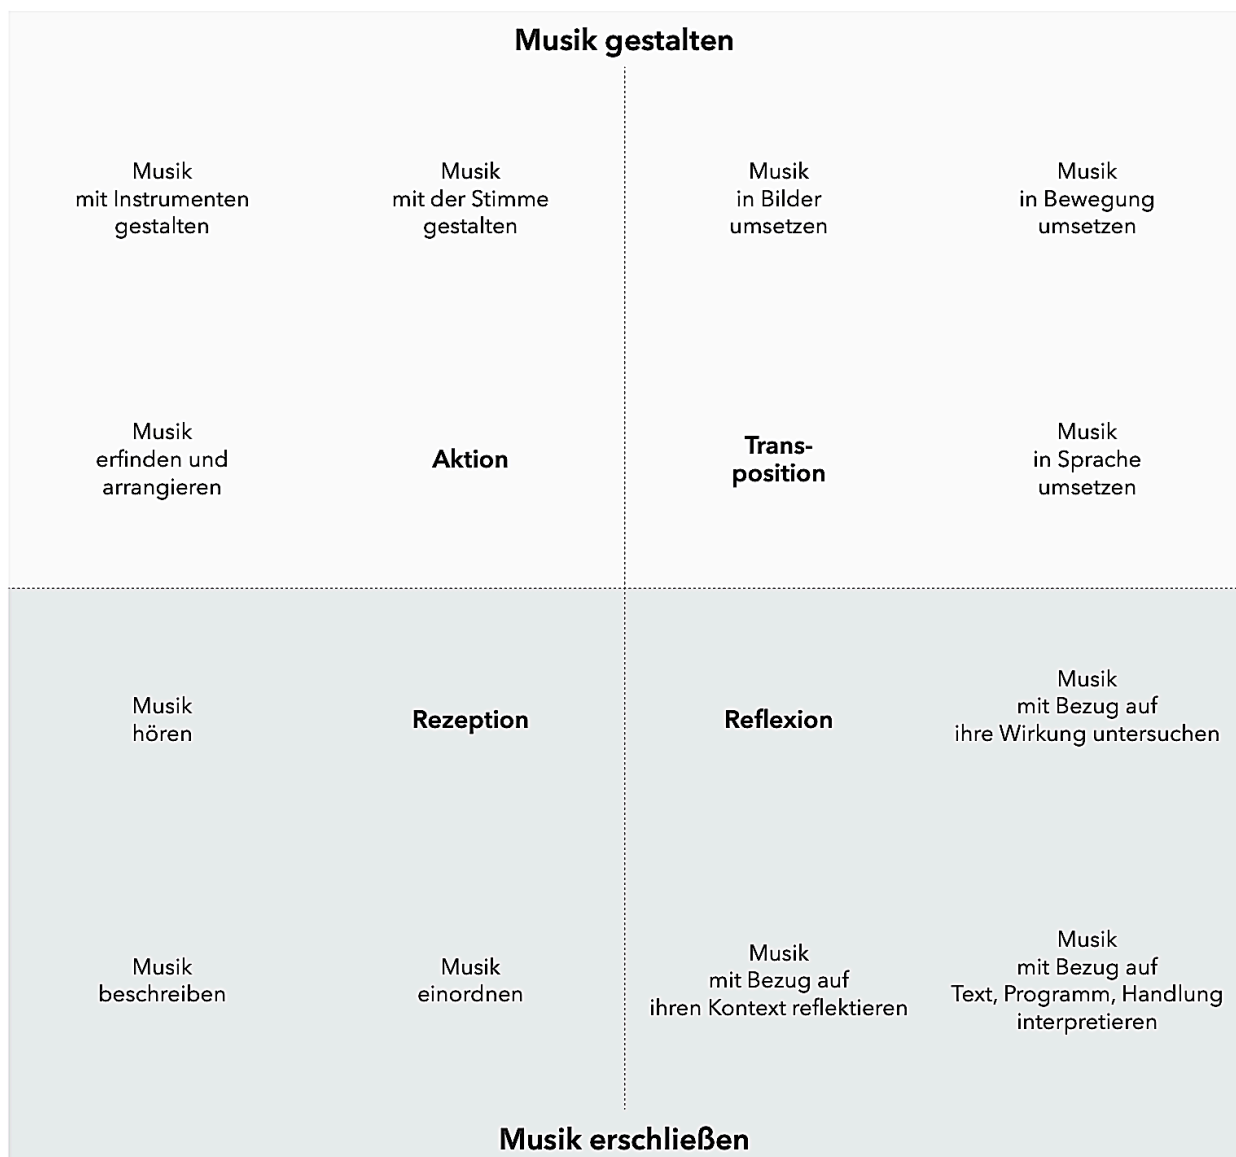 Musik gestalten
Musik
mit Instrumenten
gestalten
Musik
mit der Stimme
gestalten
Musik
in Bilder
umsetzen
Musik
in Bewegung
umsetzen
Musik
erfinden und
arrangieren
Aktion
Trans-
position
Musik
in Sprache
umsetzen
Musik
hören
Rezeption
Reflexion
Musik
mit Bezug auf
ihre Wirkung untersuchen
Musik
beschreiben
Musik
einordnen
Musik
mit Bezug auf
ihren Kontext reflektieren
Musik
mit Bezug auf
Text, Programm, Handlung
interpretieren
Musik erschließen